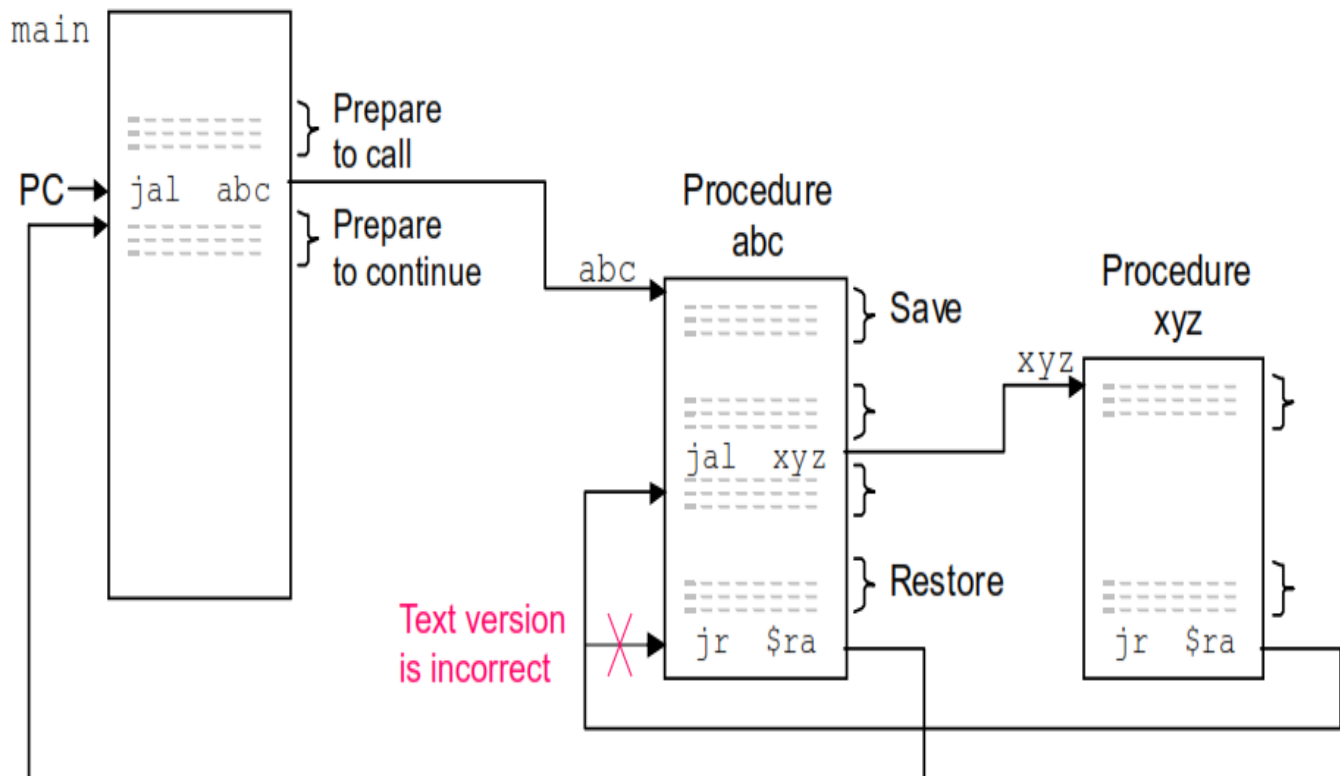 main
Prepare
to call
PC
jal abc
Prepare
to continue
Procedure
abc
abc
Save
Procedure
xyz
xyz
jal xyz
Restore
Text version
is incorrect
jr $ra
jr $ra